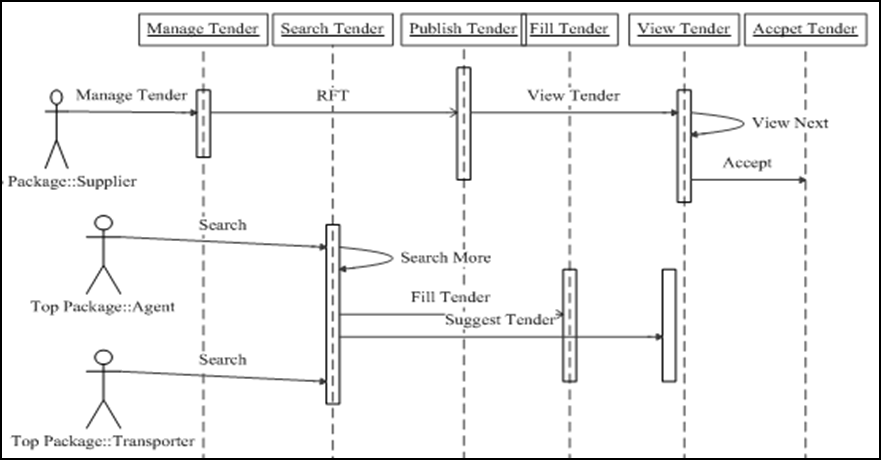 Manage Tender
Search Tender
Publish Tender
Fill Tender
View Tender
Accpet Tender
Manage Tender
RFT
View Tender
View Next
Accept
Package::Supplier
Search
Search More
Top Package::Agent
Fill Tender
Suggest Tender
Search
Top Package::Transporter